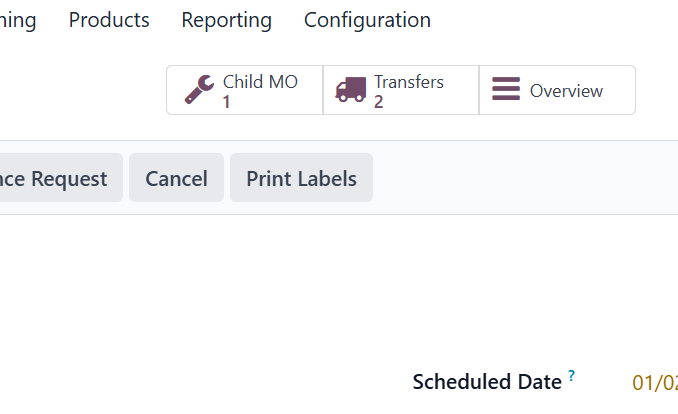 ning Products Reporting Configuration
Child MO
1
Transfers
2
Overview
nce Request Cancel Print Labels
Scheduled Date ? 01/02